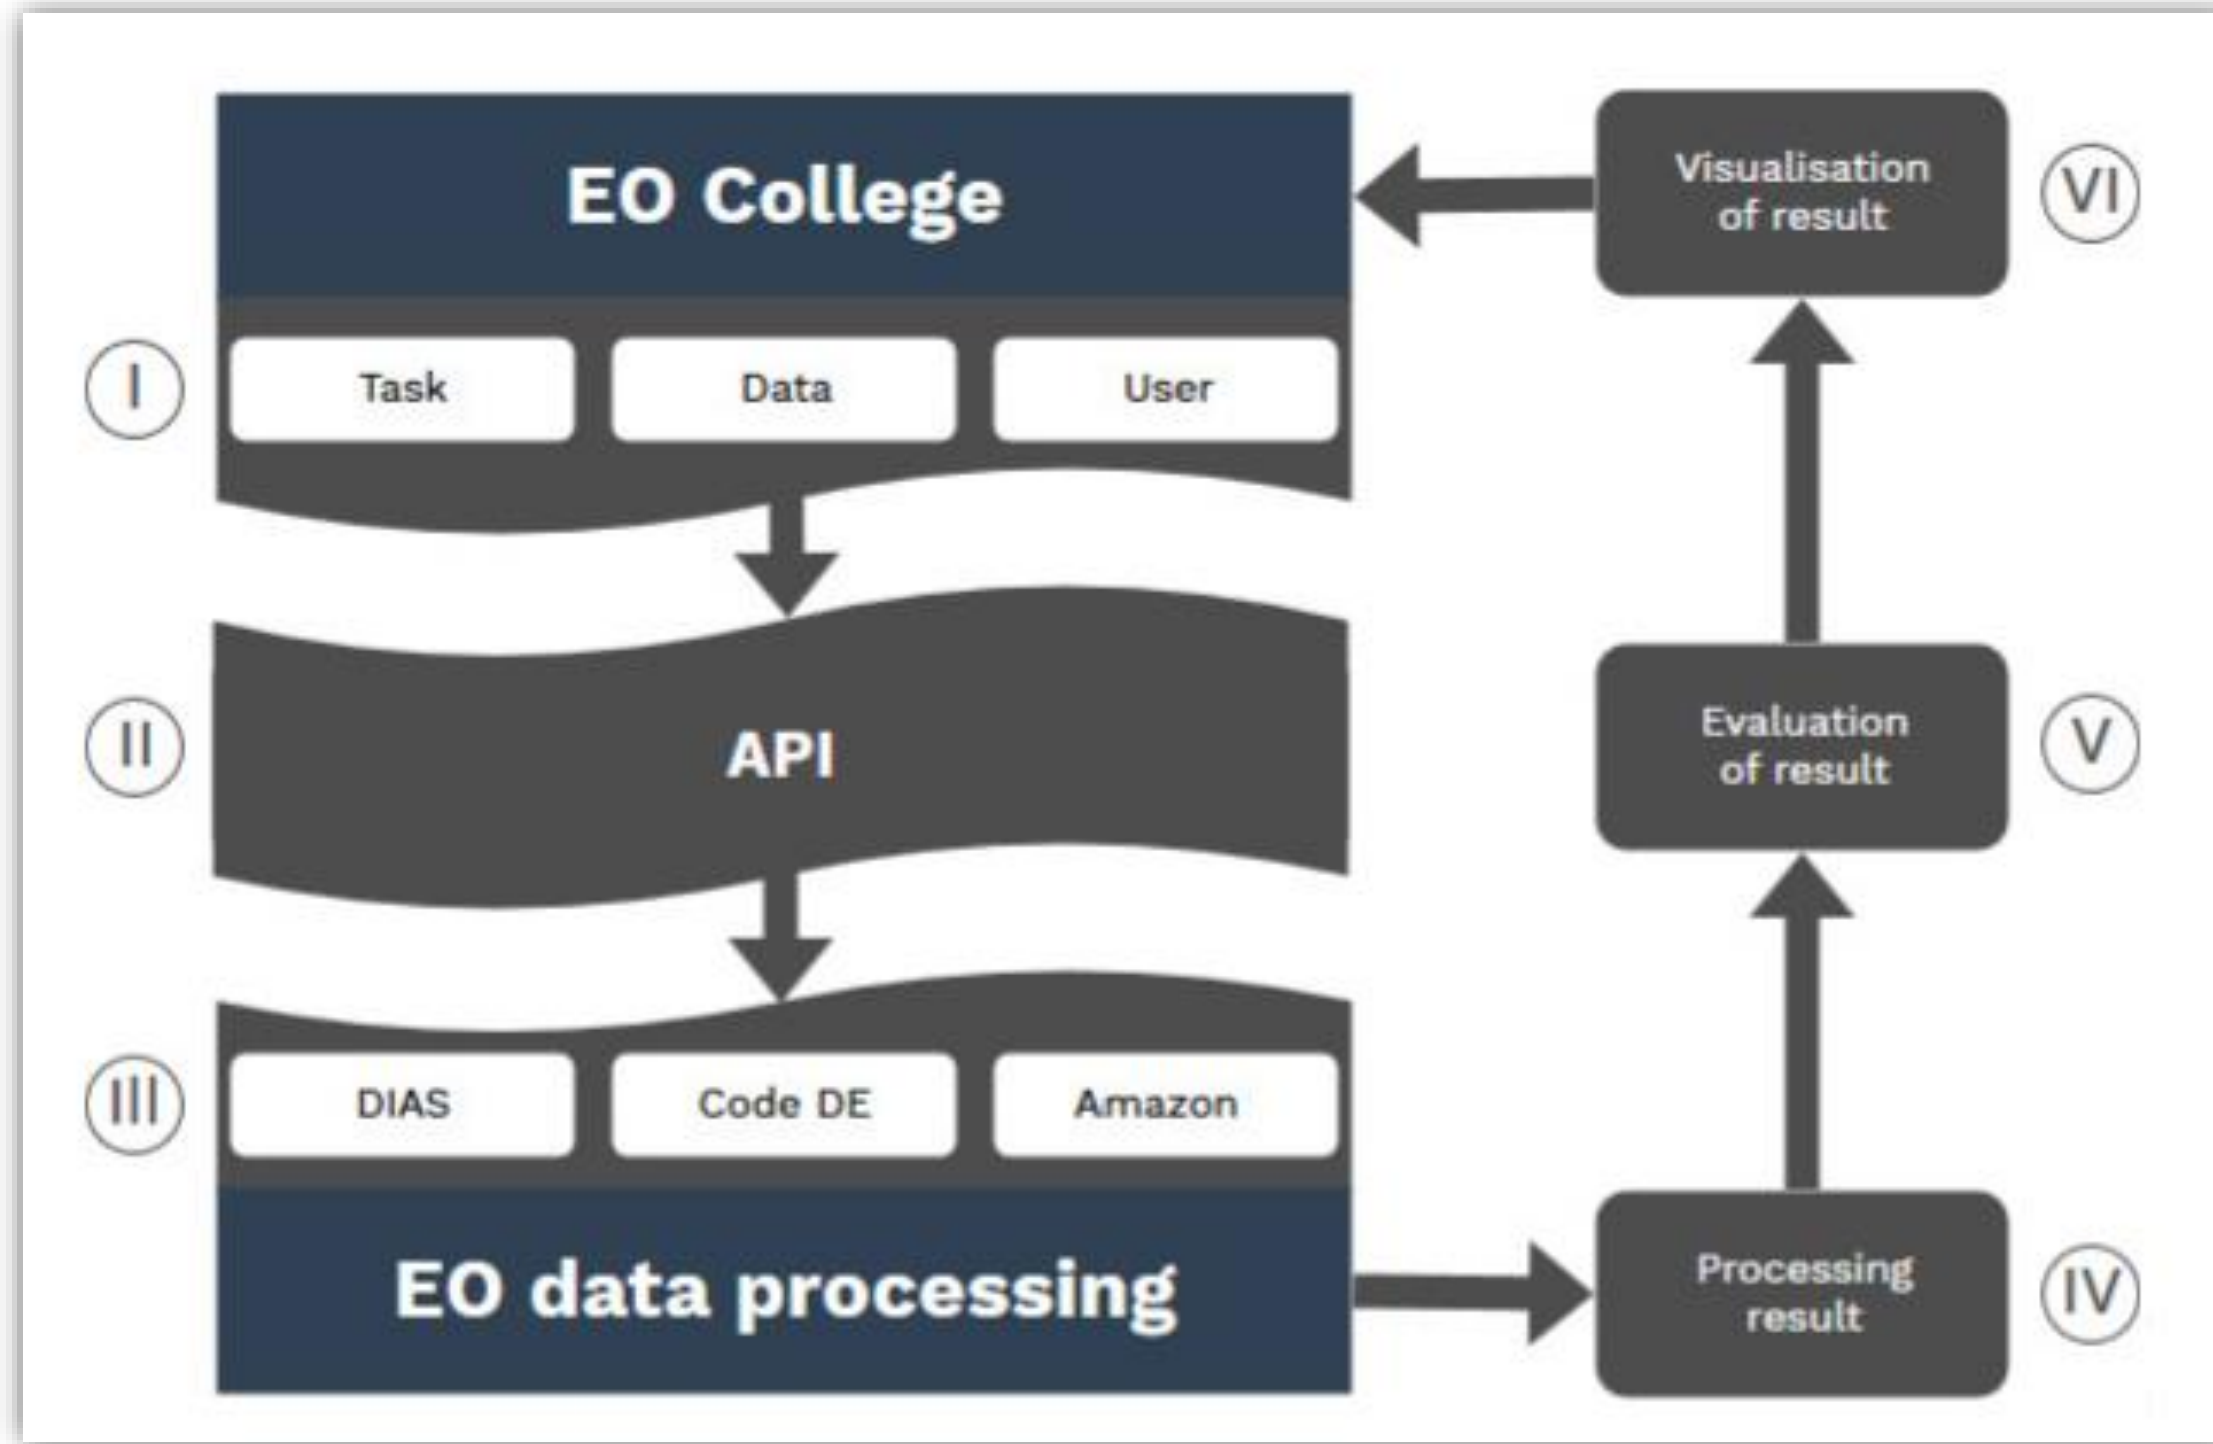 EO College
Visualisation
of result
VI
I
Task
Data
User
II
API
Evaluation
of result
V
III
DIAS
Code DE
Amazon
EO data processing
Processing
result
IV